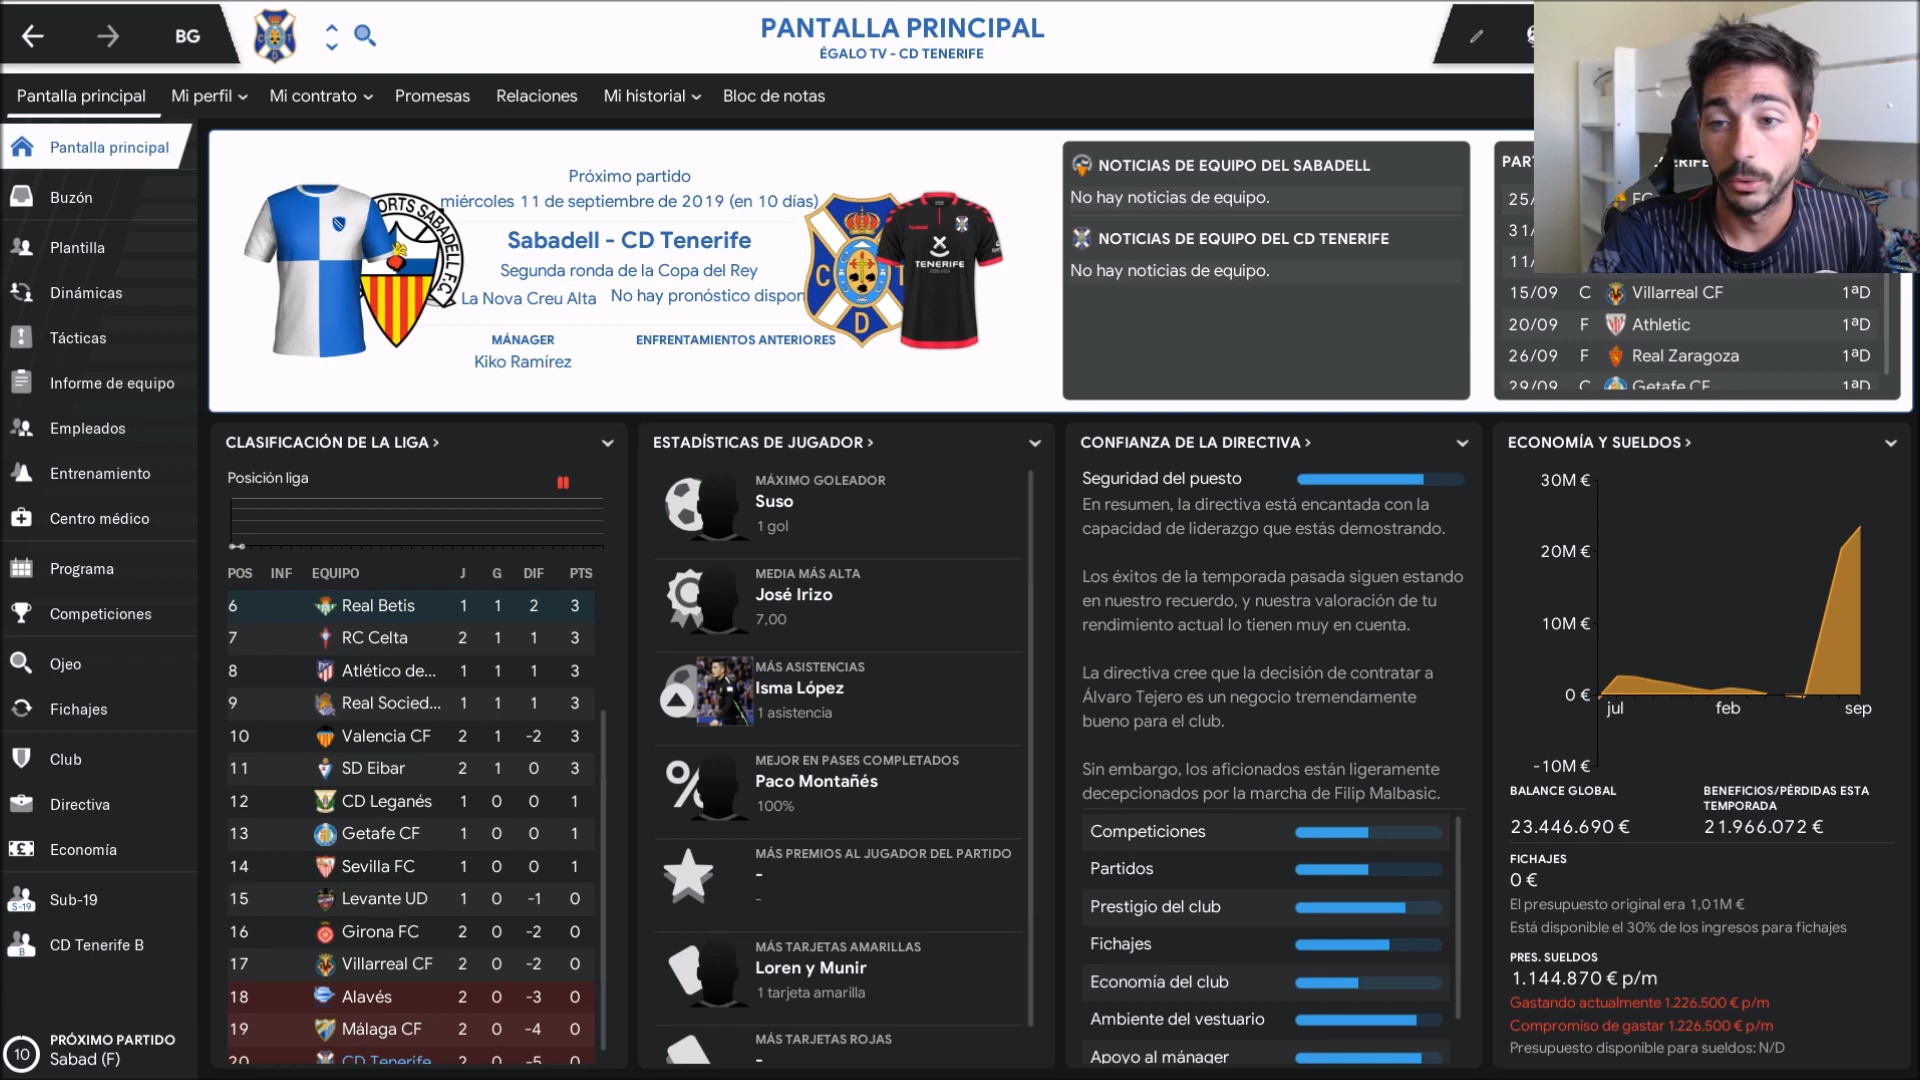 BG
PANTALLA PRINCIPAL
ÉGALO TV - CD TENERIFE
Pantalla principal
Mi perfil
Mi contrato
Promesas
Relaciones
Mi historial
Bloc de notas
Pantalla principal
Buzón
Plantilla
Dinámicas
Tácticas
Informe de equipo
Empleados
Entrenamiento
Centro médico
Programa
Competiciones
Ojeo
Fichajes
Club
Directiva
Economía
Sub-19
CD Tenerife B
10
PRÓXIMO PARTIDO
Sabad (F)
Próximo partido
miércoles 11 de septiembre de 2019 (en 10 días)
Sabadell - CD Tenerife
Segunda ronda de la Copa del Rey
La Nova Creu Alta
No hay pronóstico dispon
MÁNAGER
Kiko Ramírez
ENFRENTAMIENTOS ANTERIORES
TENERIFE
NOTICIAS DE EQUIPO DEL SABADELL
No hay noticias de equipo.
NOTICIAS DE EQUIPO DEL CD TENERIFE
No hay noticias de equipo.
15/09 C Villarreal CF 1ªD
20/09 F Athletic 1ªD
26/09 F Real Zaragoza 1ªD
29/09 C Getafe CF 1ªD
CLASIFICACIÓN DE LA LIGA >
Posición liga
POS INF EQUIPO J G DIF PTS
6 Real Betis 1 1 2 3
7 RC Celta 2 1 1 3
8 Atlético de... 1 1 1 3
9 Real Socied... 1 1 1 3
10 Valencia CF 2 1 -2 3
11 SD Eibar 2 1 0 3
12 CD Leganés 1 0 0 1
13 Getafe CF 1 0 0 1
14 Sevilla FC 1 0 0 1
15 Levante UD 1 0 -1 0
16 Girona FC 2 0 -2 0
17 Villarreal CF 2 0 -2 0
18 Alavés 2 0 -3 0
19 Málaga CF 2 0 -4 0
20 CD Tenerife 2 0 -5 0
ESTADÍSTICAS DE JUGADOR >
MÁXIMO GOLEADOR
Suso
1 gol
MEDIA MÁS ALTA
José Irizo
7,00
MÁS ASISTENCIAS
Isma López
1 asistencia
MEJOR EN PASES COMPLETADOS
Paco Montañés
100%
MÁS PREMIOS AL JUGADOR DEL PARTIDO
-
-
MÁS TARJETAS AMARILLAS
Loren y Munir
1 tarjeta amarilla
MÁS TARJETAS ROJAS
-
CONFIANZA DE LA DIRECTIVA >
Seguridad del puesto
En resumen, la directiva está encantada con la
capacidad de liderazgo que estás demostrando.
Los éxitos de la temporada pasada siguen estando
en nuestro recuerdo, y nuestra valoración de tu
rendimiento actual lo tienen muy en cuenta.
La directiva cree que la decisión de contratar a
Álvaro Tejero es un negocio tremendamente
bueno para el club.
Sin embargo, los aficionados están ligeramente
decepcionados por la marcha de Filip Malbasic.
Competiciones
Partidos
Prestigio del club
Fichajes
Economía del club
Ambiente del vestuario
Apoyo al mánager
ECONOMÍA Y SUELDOS >
30M €
20M €
10M €
0 €
-10M €
jul
feb
sep
BALANCE GLOBAL
23.446.690 €
BENEFICIOS/PÉRDIDAS ESTA
TEMPORADA
21.966.072 €
FICHAJES
0 €
El presupuesto original era 1,01M €
Está disponible el 30% de los ingresos para fichajes
PRES. SUELDOS
1.144.870 € p/m
Gastando actualmente 1.226.500 € p/m
Compromiso de gastar 1.226.500 € p/m
Presupuesto disponible para sueldos: N/D